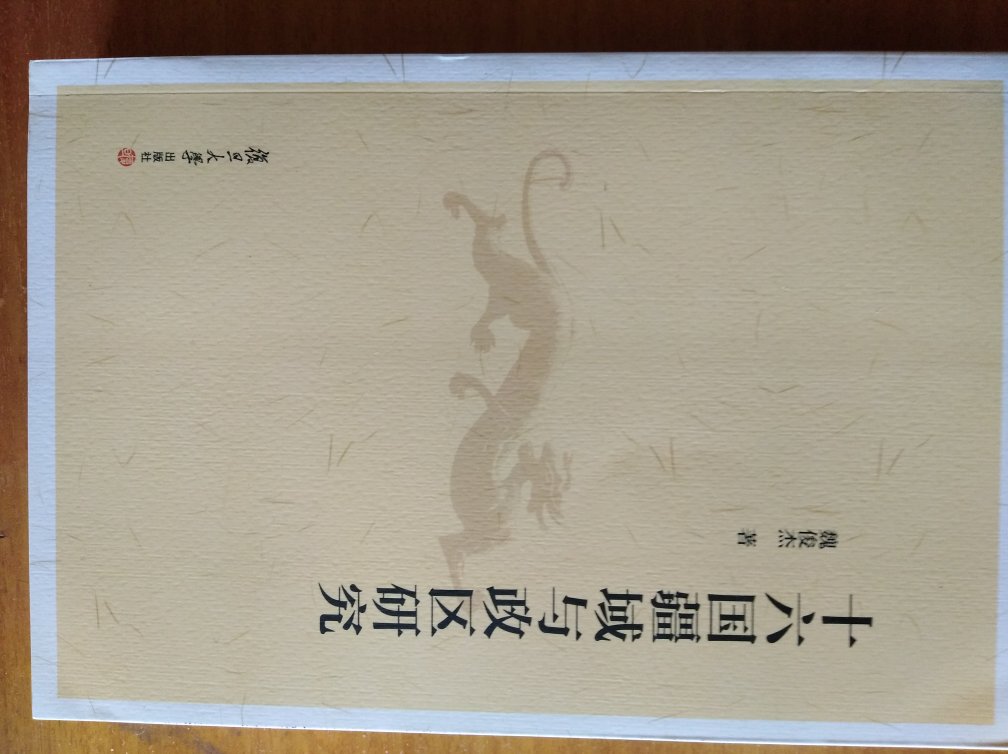 十六国疆域与政区研究
魏俊杰 著
復旦大學出版社